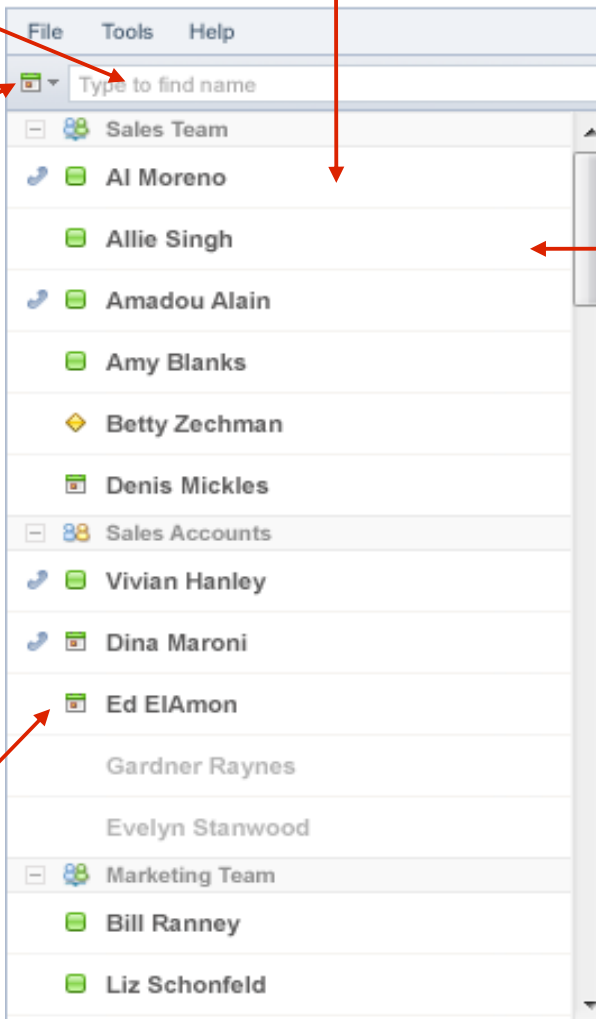 File Tools Help
Type to find name
Sales Team
Al Moreno
Allie Singh
Amadou Alain
Amy Blanks
Betty Zechman
Denis Mickles
Sales Accounts
Vivian Hanley
Dina Maroni
Ed ElAmon
Gardner Raynes
Evelyn Stanwood
Marketing Team
Bill Ranney
Liz Schonfeld